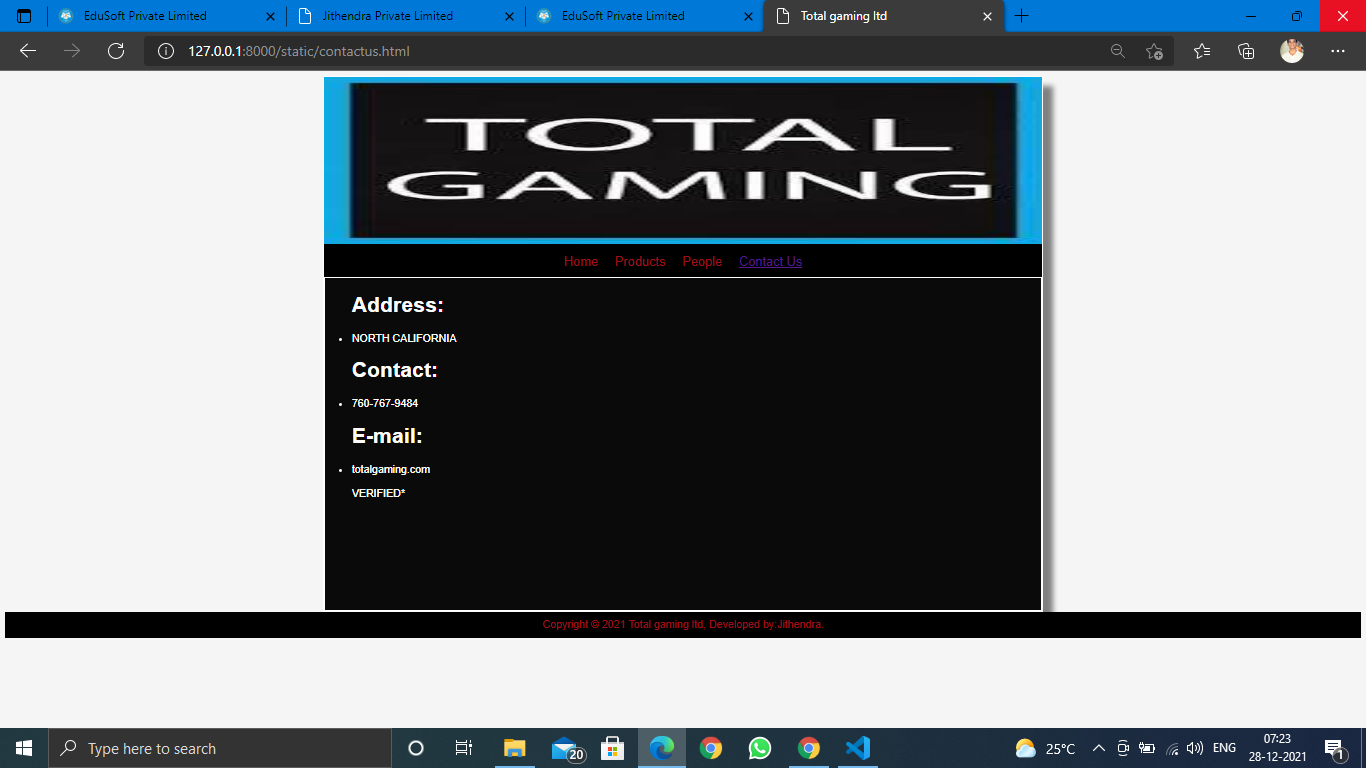 EduSoft Private Limited
Jithendra Private Limited
EduSoft Private Limited
Total gaming ltd
127.0.0.1:8000/static/contactus.html
TOTAL
GAMING
Home Products People Contact Us
Address:
• NORTH CALIFORNIA
Contact:
• 760-767-9484
E-mail:
• totalgaming.com
VERIFIED*
Copyright © 2021 Total gaming ltd, Developed by:Jithendra.
Type here to search
20
25°C
ENG
07:23
28-12-2021
1